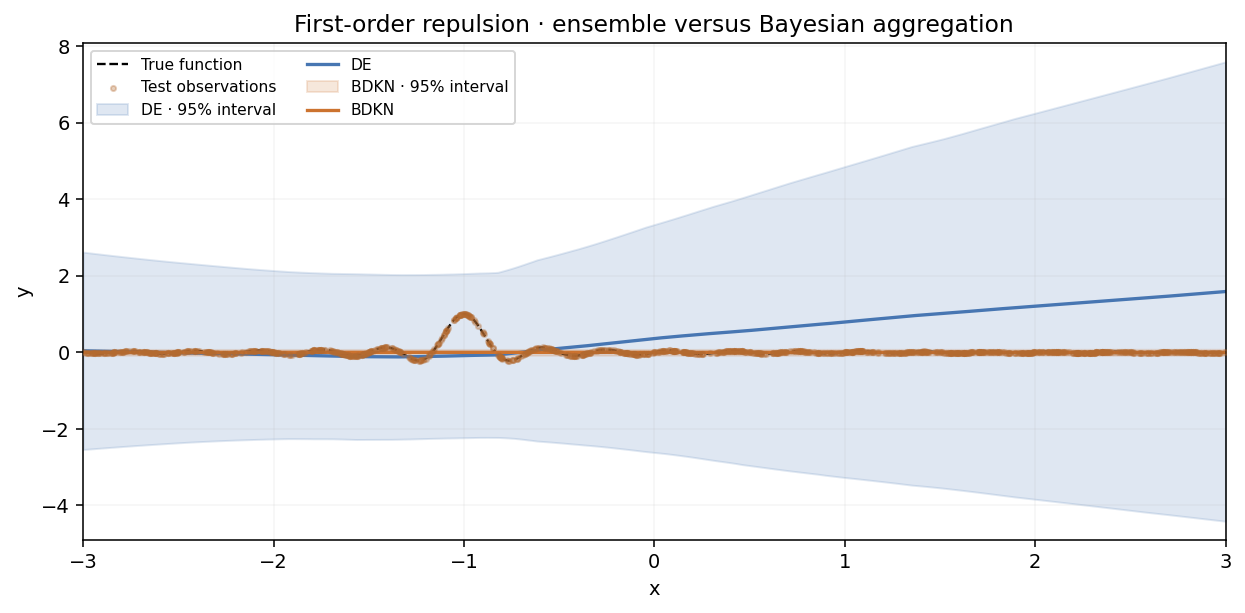 First-order repulsion · ensemble versus Bayesian aggregation
True function
Test observations
DE · 95% interval
DE
BDKN · 95% interval
BDKN
8
6
4
2
0
−2
−4
y
−3
−2
−1
0
1
2
3
x